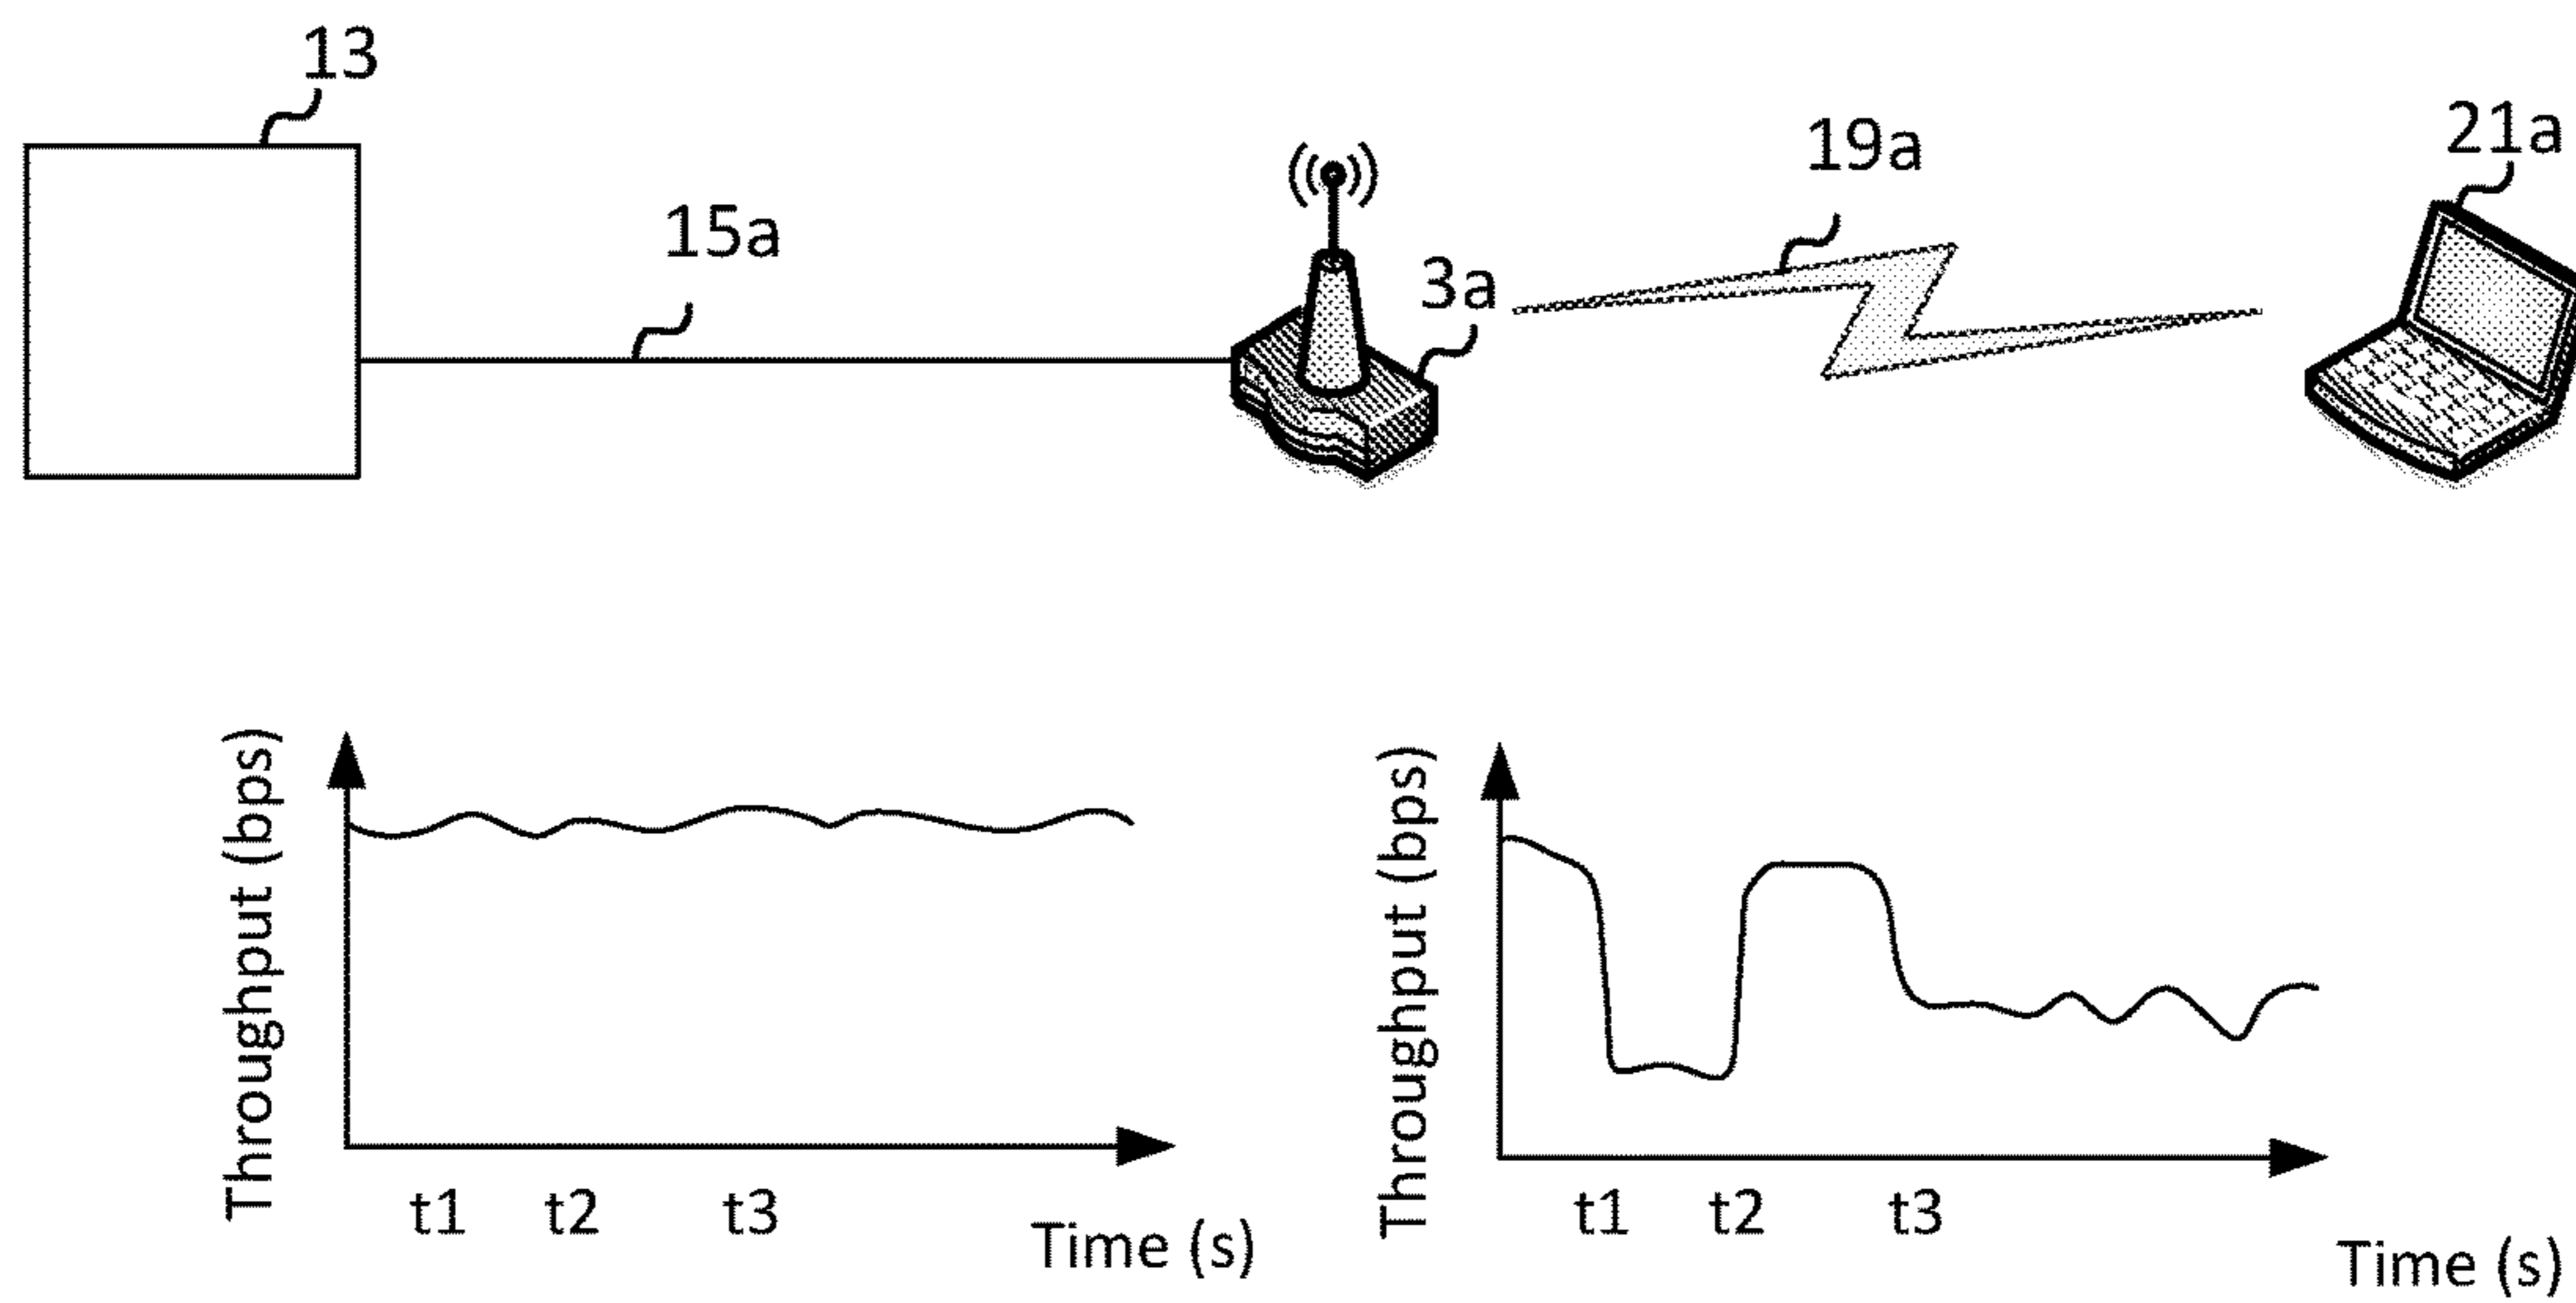 13
15a
3a
19a
21a
Throughput (bps)
t1 t2 t3
Time (s)
Throughput (bps)
t1 t2 t3
Time (s)